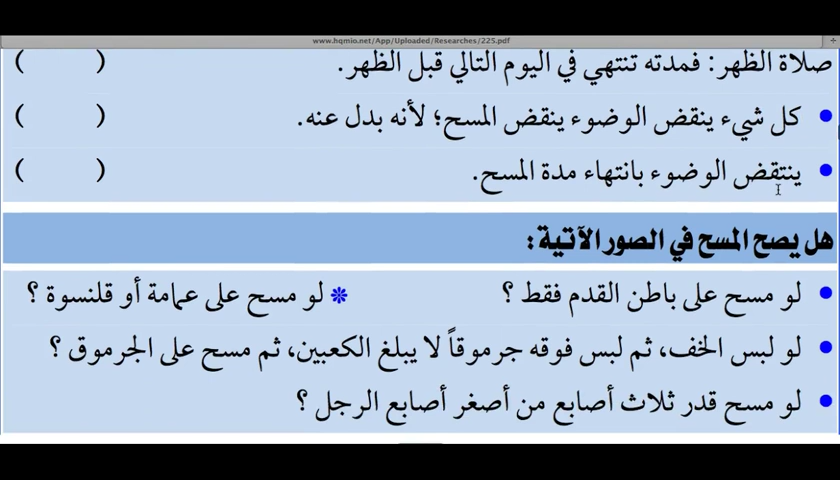 www.hqmio.net/App/Uploaded/Researches/225.pdf
صلاة الظهر: فمدته تنتهي في اليوم التالي قبل الظهر. ( )
• كل شيء ينقض الوضوء ينقض المسح؛ لأنه بدل عنه. ( )
• ينتقض الوضوء بانتهاء مدة المسح. ( )
هل يصح المسح في الصور الآتية:
• لو مسح على باطن القدم فقط ؟ * لو مسح على عمامة أو قلنسوة ؟
• لو لبس الخف، ثم لبس فوقه جرموقاً لا يبلغ الكعبين، ثم مسح على الجرموق ؟
• لو مسح قدر ثلاث أصابع من أصغر أصابع الرجل ؟